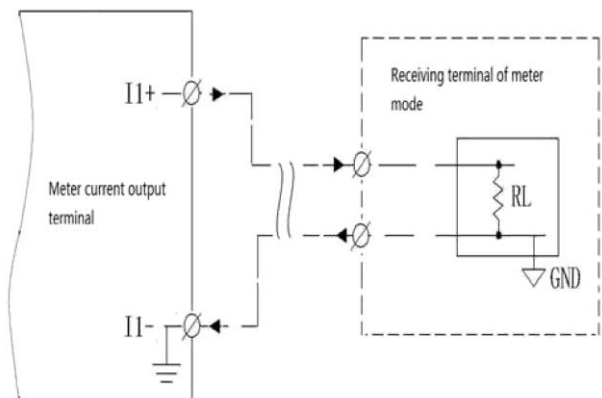 I1+
Receiving terminal of meter
mode
Meter current output
terminal
RL
GND
I1-